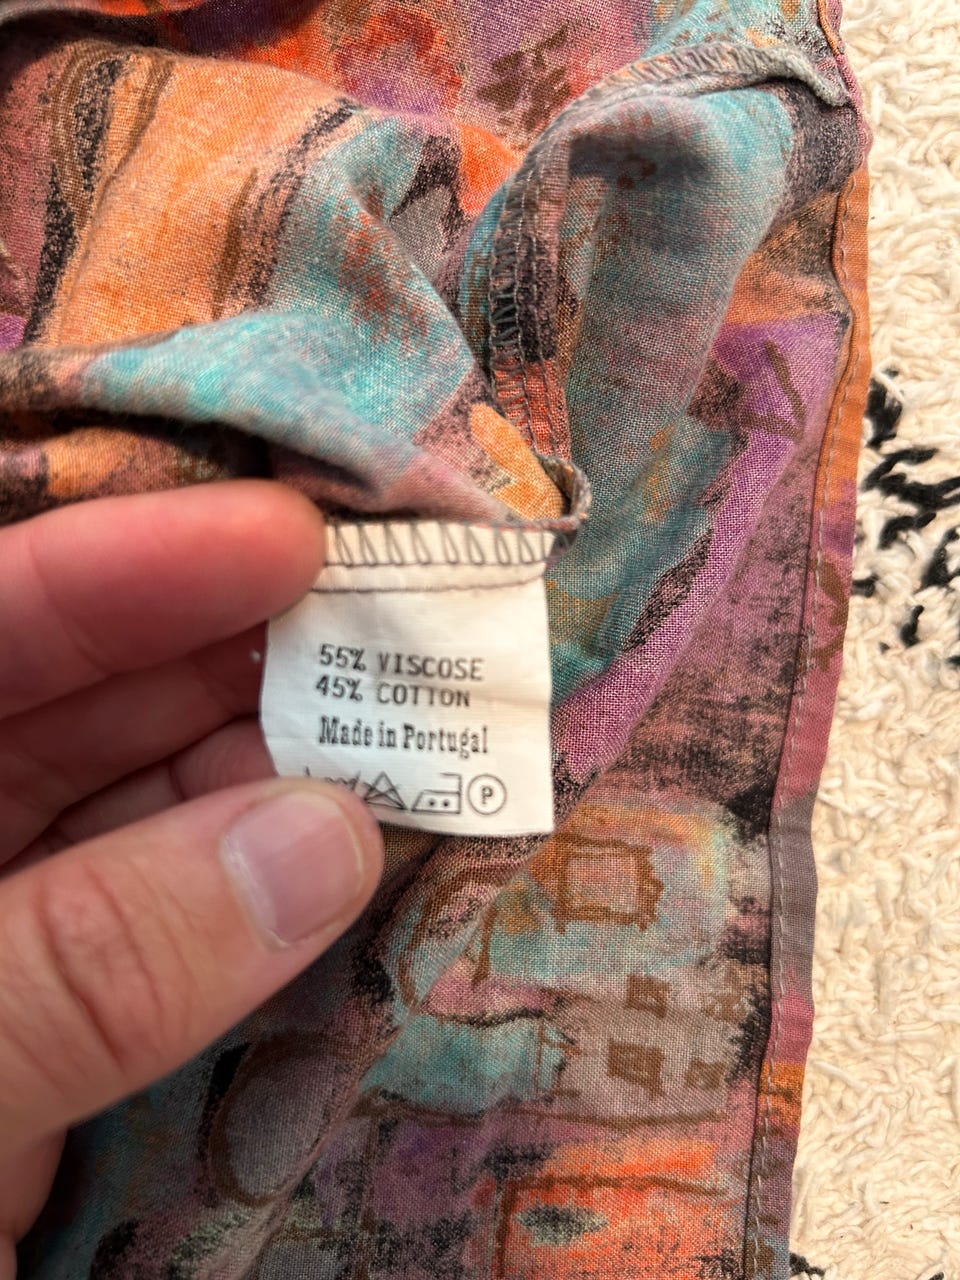 55% VISCOSE
45% COTTON
Made in Portugal
P